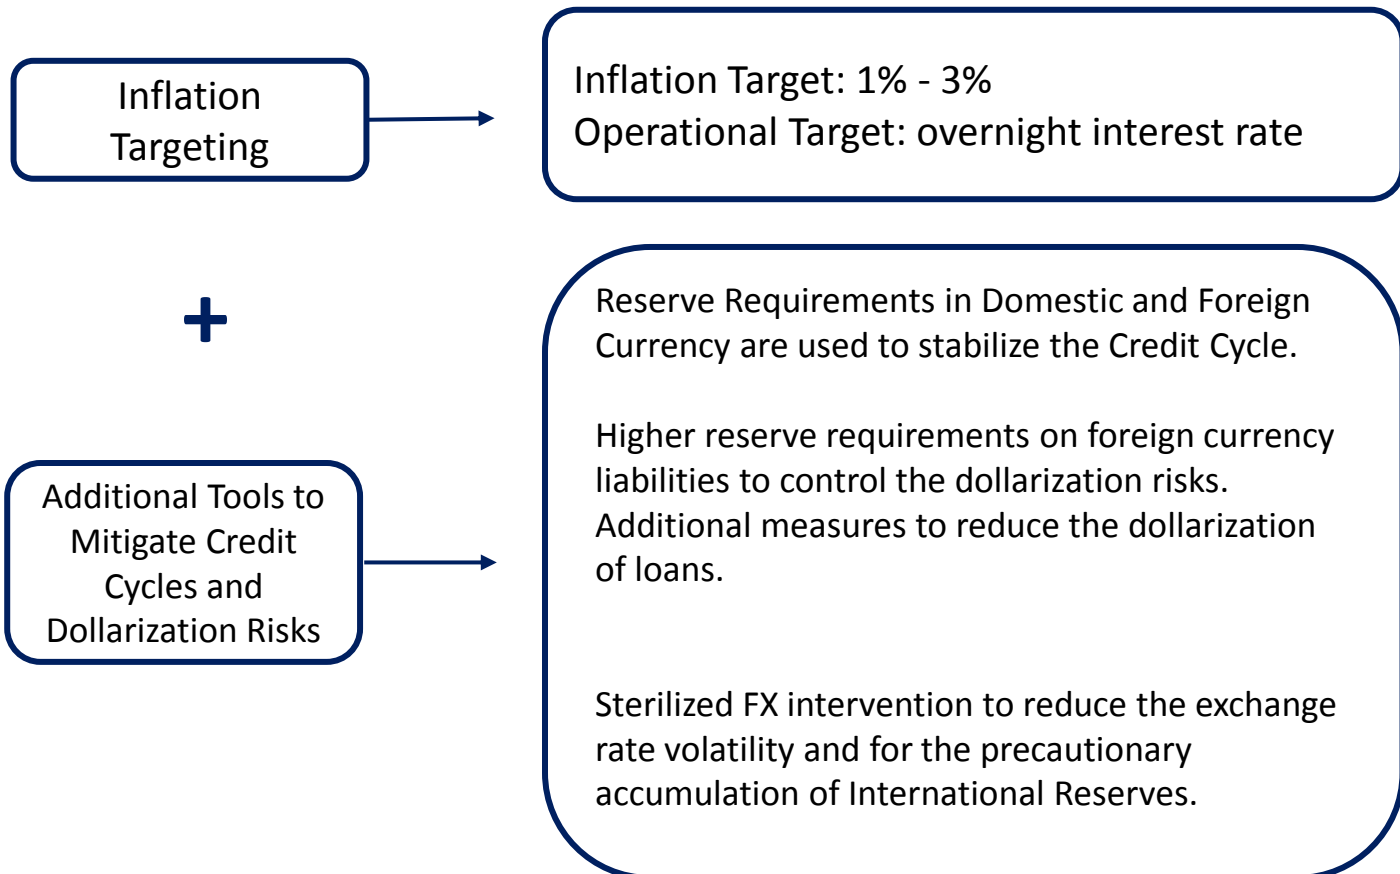 Inflation
Targeting
Inflation Target: 1% - 3%
Operational Target: overnight interest rate
+
Additional Tools to
Mitigate Credit
Cycles and
Dollarization Risks
Reserve Requirements in Domestic and Foreign
Currency are used to stabilize the Credit Cycle.
Higher reserve requirements on foreign currency
liabilities to control the dollarization risks.
Additional measures to reduce the dollarization
of loans.
Sterilized FX intervention to reduce the exchange
rate volatility and for the precautionary
accumulation of International Reserves.